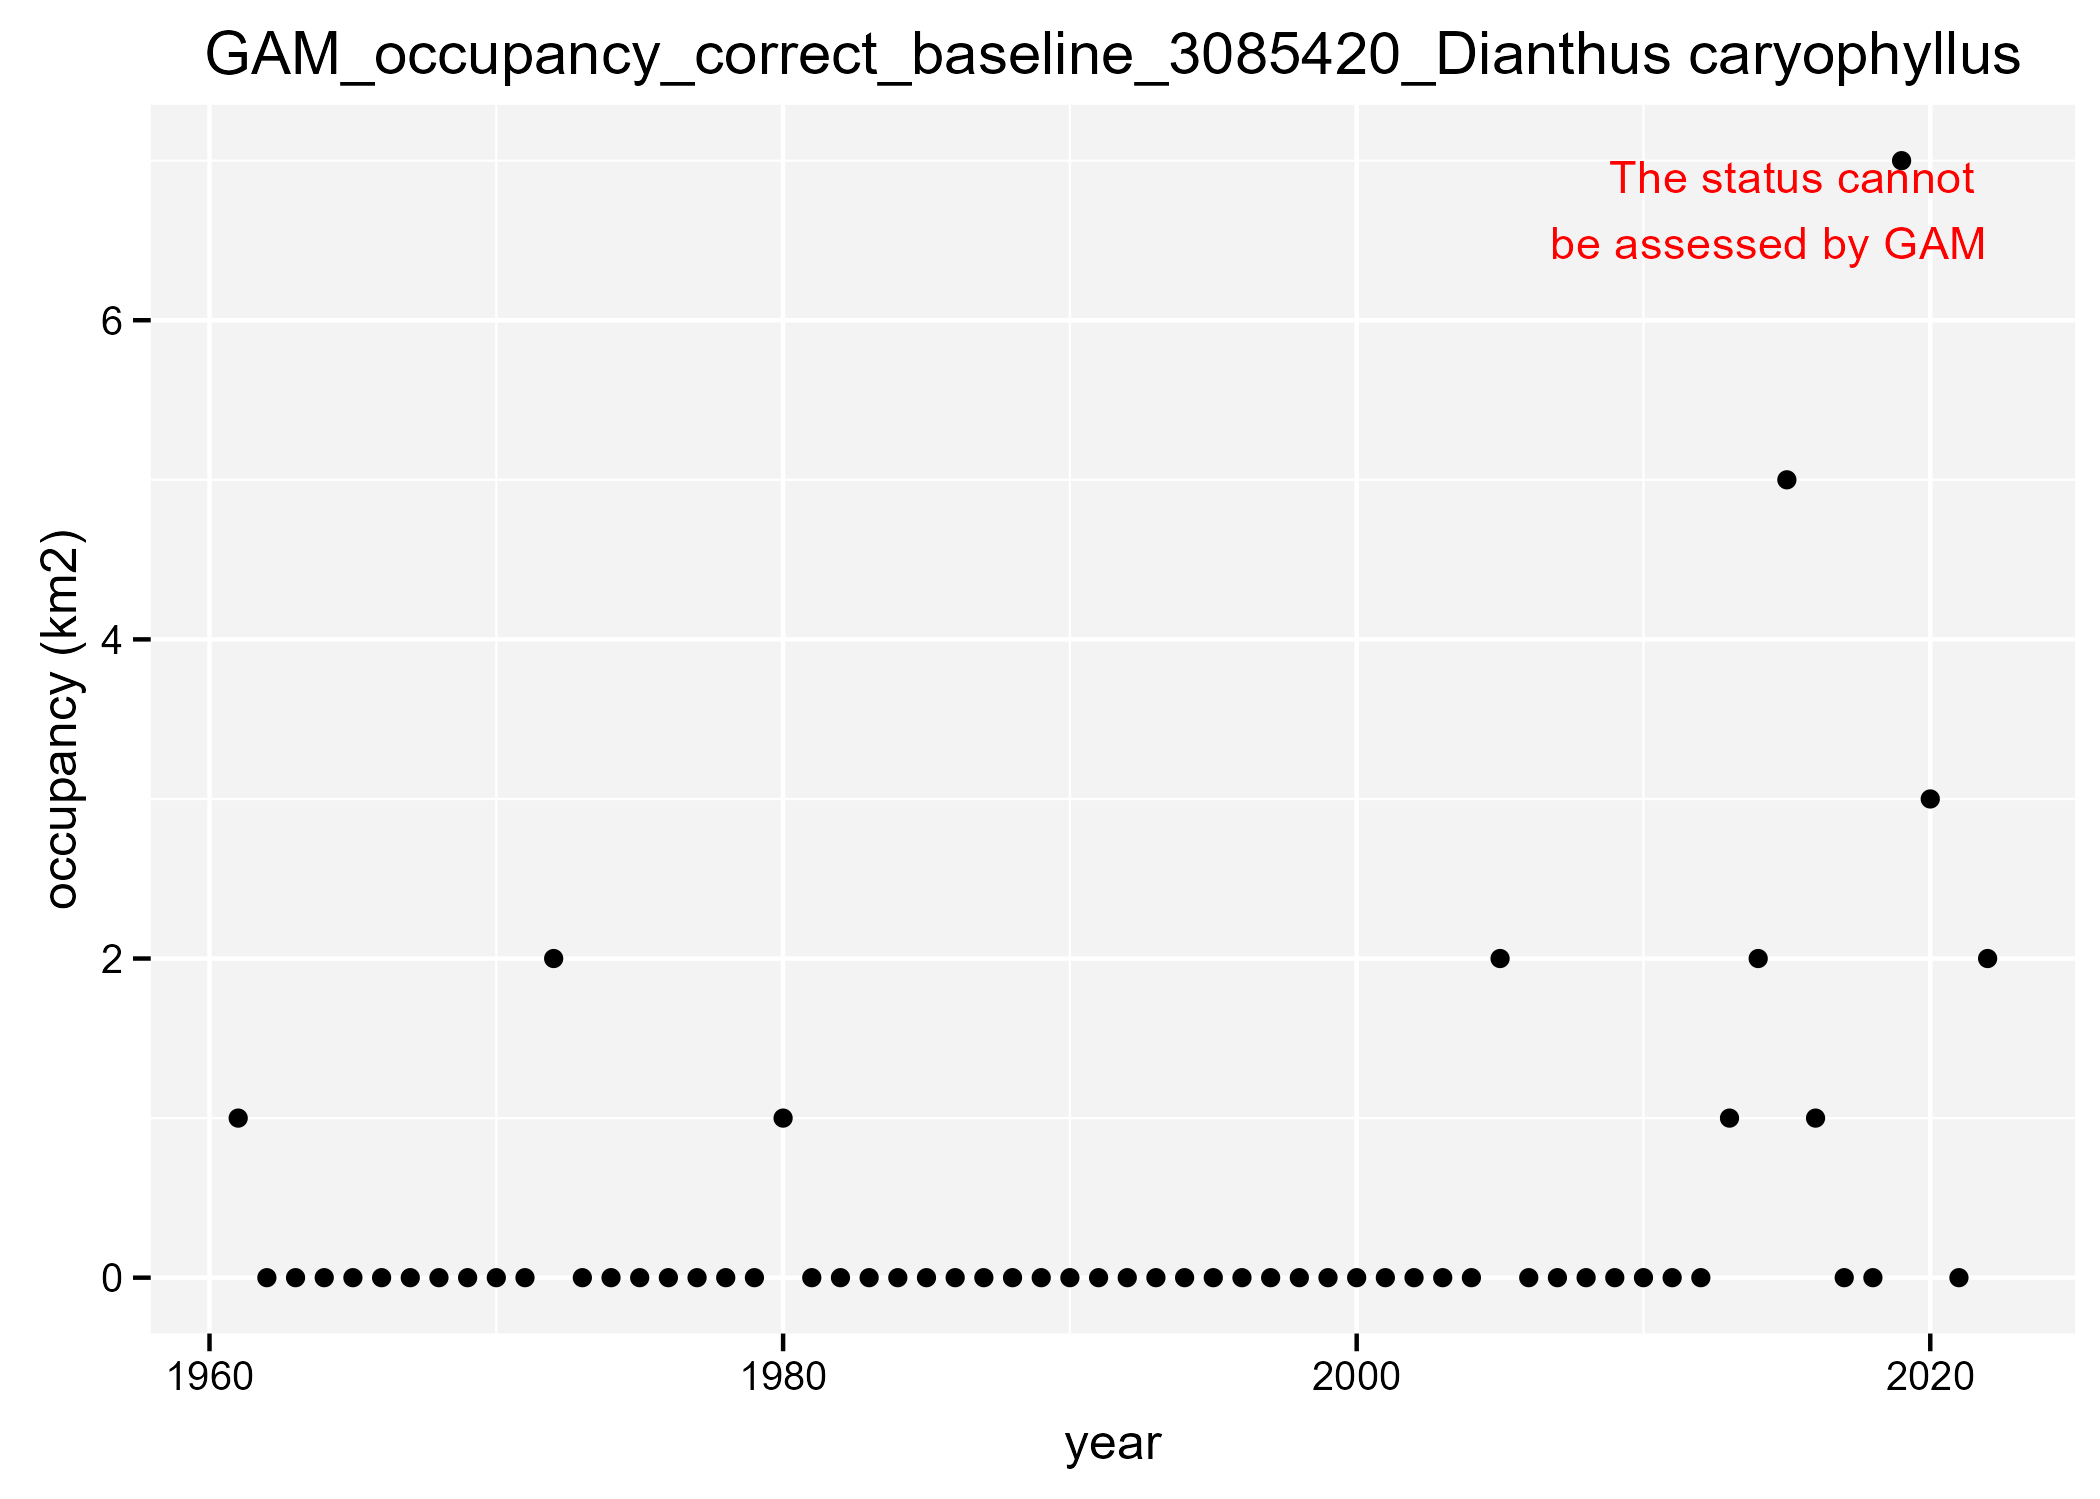 GAM_occupancy_correct_baseline_3085420_Dianthus caryophyllus
The status cannot
be assessed by GAM
6
4
2
0
occupancy (km2)
1960
1980
2000
2020
year